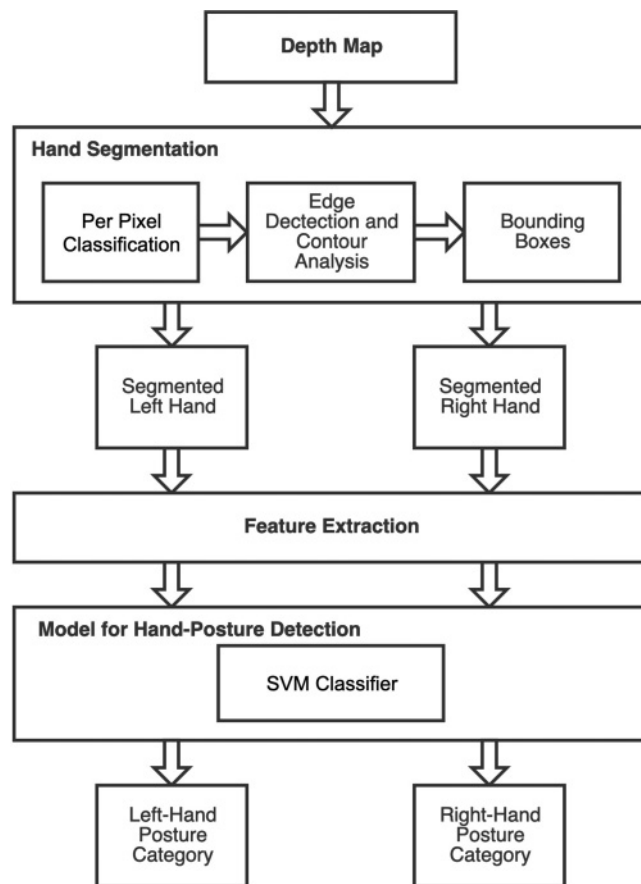 Depth Map
Hand Segmentation
Per Pixel
Classification
Edge
Dectection and
Contour
Analysis
Bounding
Boxes
Segmented
Left Hand
Segmented
Right Hand
Feature Extraction
Model for Hand-Posture Detection
SVM Classifier
Left-Hand
Posture
Category
Right-Hand
Posture
Category